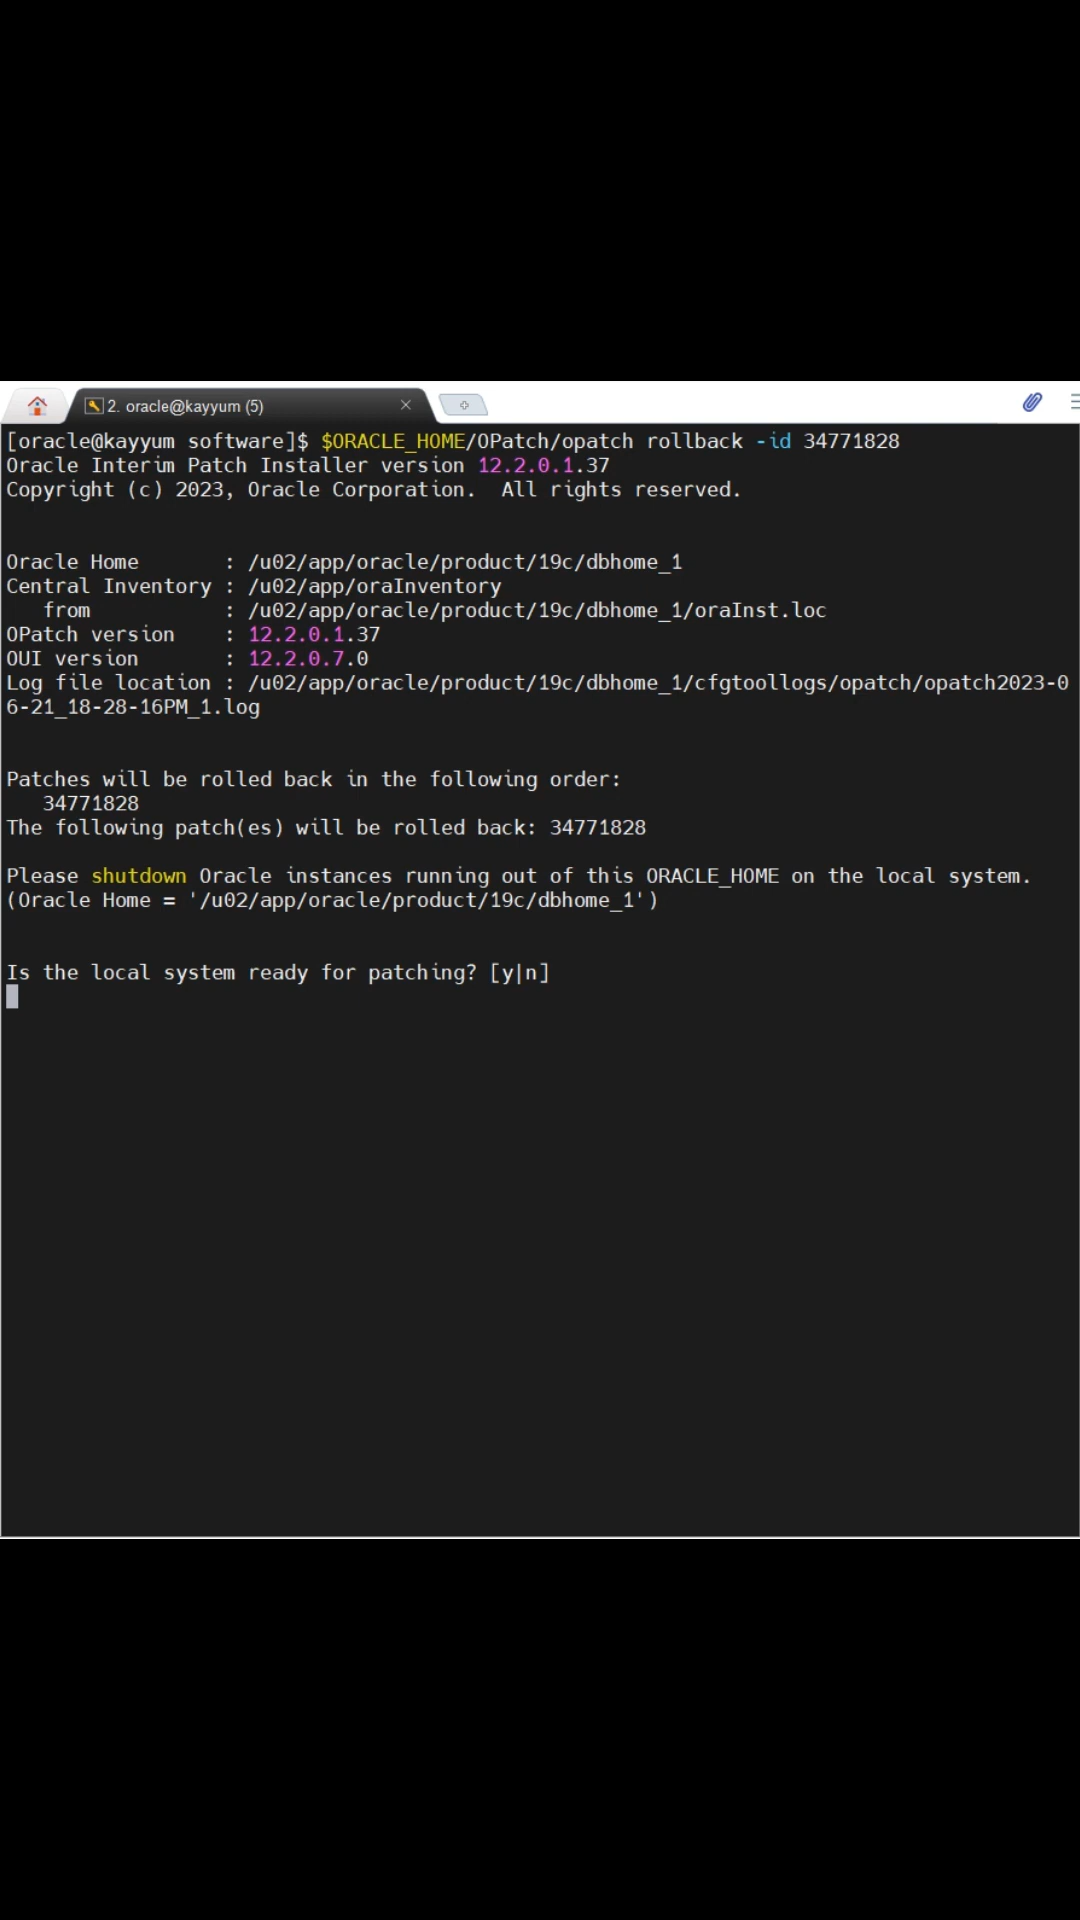 2. oracle@kayyum (5)
[oracle@kayyum software]$ $ORACLE_HOME/OPatch/opatch rollback -id 34771828
Oracle Interim Patch Installer version 12.2.0.1.37
Copyright (c) 2023, Oracle Corporation.  All rights reserved.
Oracle Home       : /u02/app/oracle/product/19c/dbhome_1
Central Inventory : /u02/app/oraInventory
   from           : /u02/app/oracle/product/19c/dbhome_1/oraInst.loc
OPatch version    : 12.2.0.1.37
OUI version       : 12.2.0.7.0
Log file location : /u02/app/oracle/product/19c/dbhome_1/cfgtoollogs/opatch/opatch2023-0
6-21_18-28-16PM_1.log
Patches will be rolled back in the following order:
   34771828
The following patch(es) will be rolled back: 34771828
Please shutdown Oracle instances running out of this ORACLE_HOME on the local system.
(Oracle Home = '/u02/app/oracle/product/19c/dbhome_1')
Is the local system ready for patching? [y|n]